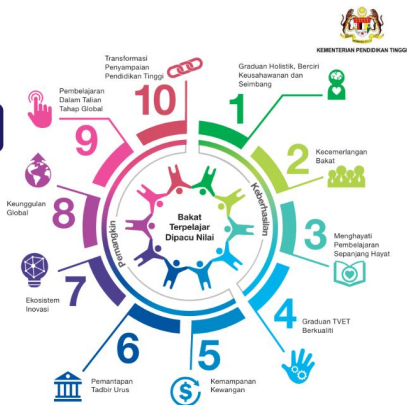 KEMENTERIAN PENDIDIKAN TINGGI
Transformasi
Penyampaian
Pendidikan Tinggi
10
Graduan Holistik, Berciri
Keusahawanan dan
Seimbang
1
Kecemerlangan
Bakat
2
Menghayati
Pembelajaran
Sepanjang Hayat
3
Graduan TVET
Berkualiti
4
Kemampanan
Kewangan
5
Pemantapan
Tadbir Urus
6
Ekosistem
Inovasi
7
Keunggulan
Global
8
Pembelajaran
Dalam Talian
Tahap Global
9
Bakat
Terpelajar
Dipacu Nilai
Keberhasilan
Pemangkin
$